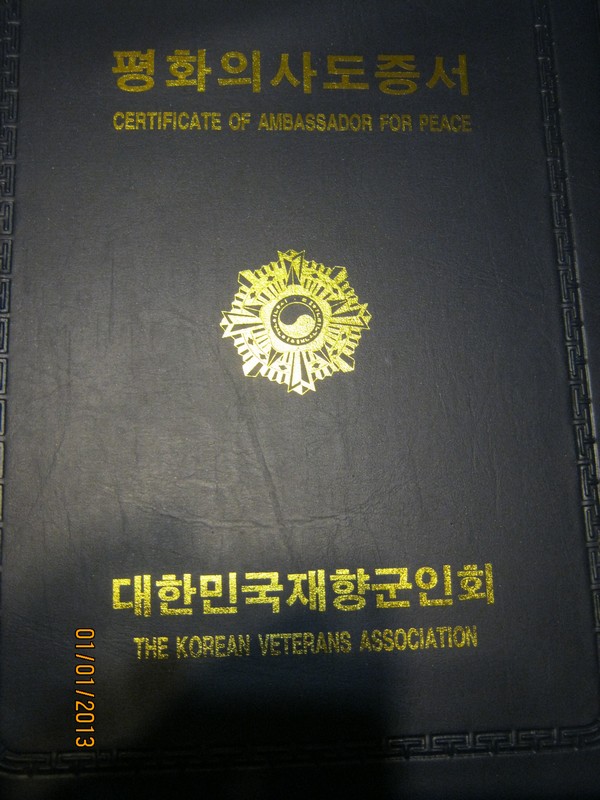 평화의사도증서
CERTIFICATE OF AMBASSADOR FOR PEACE
대한민국재향군인회
THE KOREAN VETERANS ASSOCIATION
01/01/2013